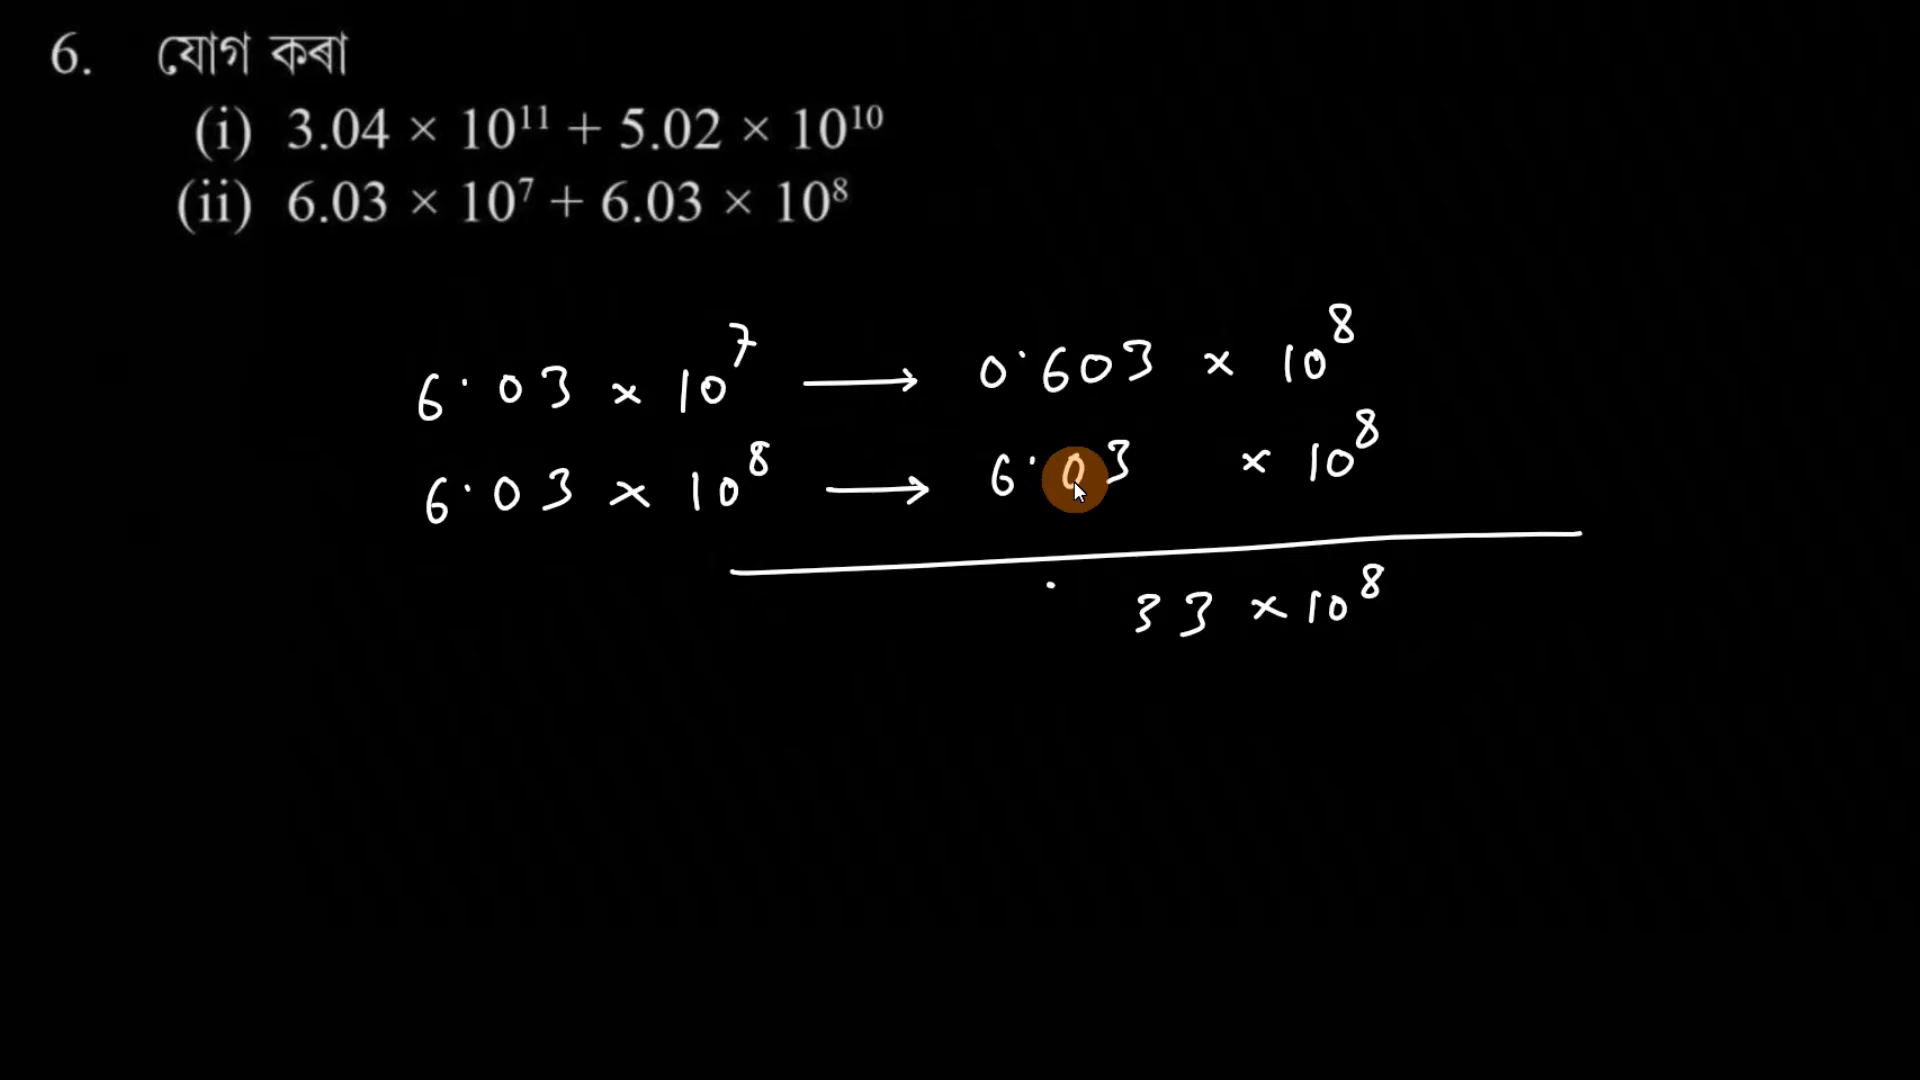 6. যোগ কৰা
(i) 3.04 × 10¹¹ + 5.02 × 10¹⁰
(ii) 6.03 × 10⁷ + 6.03 × 10⁸
6·03 × 10⁷ → 0·603 × 10⁸
6·03 × 10⁸ → 6·03 × 10⁸
· 33 × 10⁸